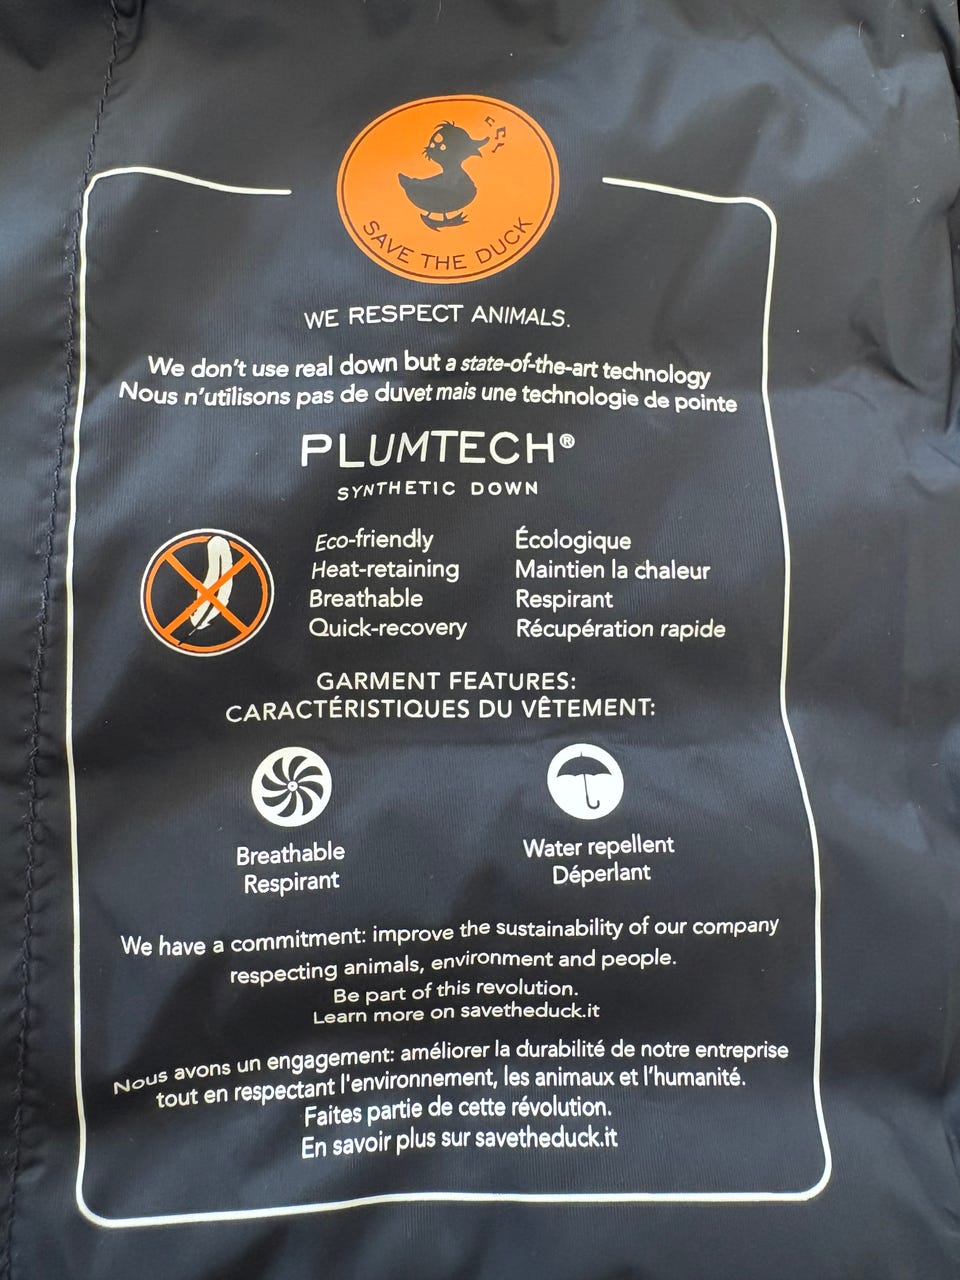 SAVE THE DUCK
WE RESPECT ANIMALS.
We don't use real down but a state-of-the-art technology
Nous n'utilisons pas de duvet mais une technologie de pointe
PLUMTECH®
SYNTHETIC DOWN
Eco-friendly Écologique
Heat-retaining Maintien la chaleur
Breathable Respirant
Quick-recovery Récupération rapide
GARMENT FEATURES:
CARACTÉRISTIQUES DU VÊTEMENT:
Breathable Water repellent
Respirant Déperlant
We have a commitment: improve the sustainability of our company
respecting animals, environment and people.
Be part of this revolution.
Learn more on savetheduck.it
Nous avons un engagement: améliorer la durabilité de notre entreprise
tout en respectant l'environnement, les animaux et l'humanité.
Faites partie de cette révolution.
En savoir plus sur savetheduck.it